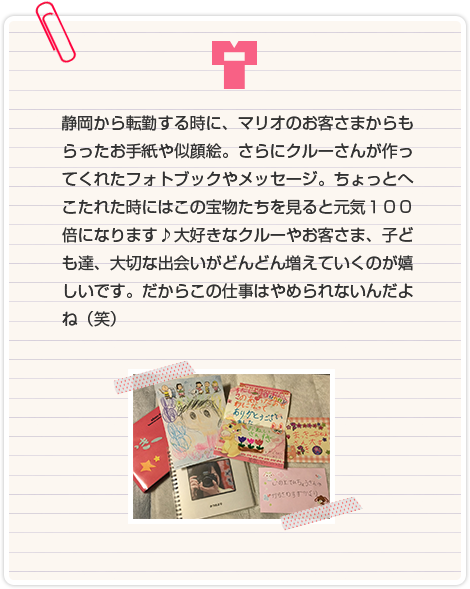 静岡から転勤する時に、マリオのお客さまからも
らったお手紙や似顔絵。さらにクルーさんが作っ
てくれたフォトブックやメッセージ。ちょっとへ
こたれた時にはこの宝物たちを見ると元気１００
倍になります♪大好きなクルーやお客さま、子ど
も達、大切な出会いがどんどん増えていくのが嬉
しいです。だからこの仕事はやめられないんだよ
ね（笑）
ありがとうございました